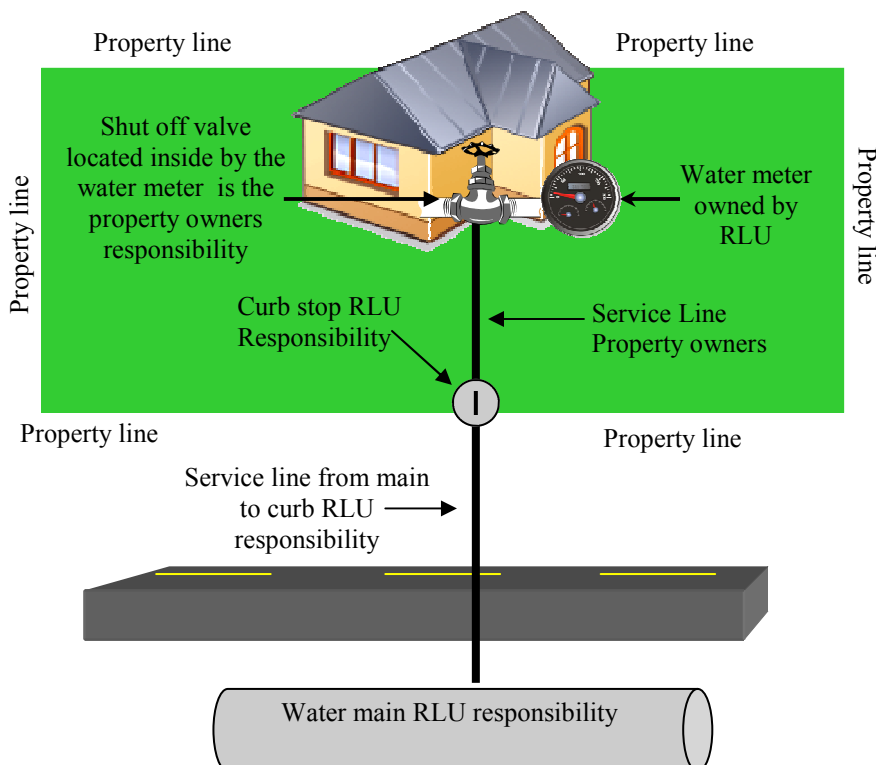 Property line
Property line
Shut off valve
located inside by the
water meter is the
property owners
responsibility
Water meter
owned by
RLU
Property line
Property line
Curb stop RLU
Responsibility
Service Line
Property owners
Property line
Property line
Service line from main
to curb RLU
responsibility
Water main RLU responsibility